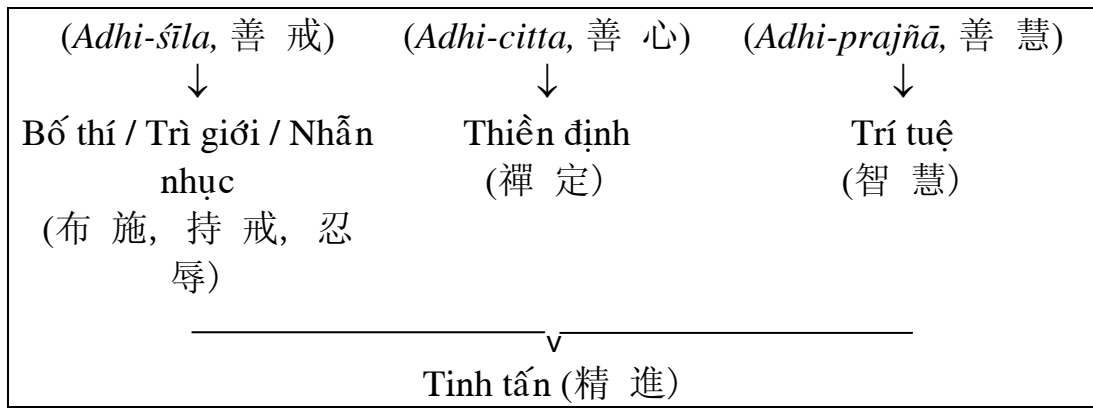 (Adhi-śīla, 善 戒) (Adhi-citta, 善 心) (Adhi-prajñā, 善 慧)
↓ ↓ ↓
Bố thí / Trì giới / Nhẫn nhục Thiền định Trí tuệ
(布 施, 持 戒, 忍 辱) (禪 定) (智 慧)
Tinh tấn (精 進)